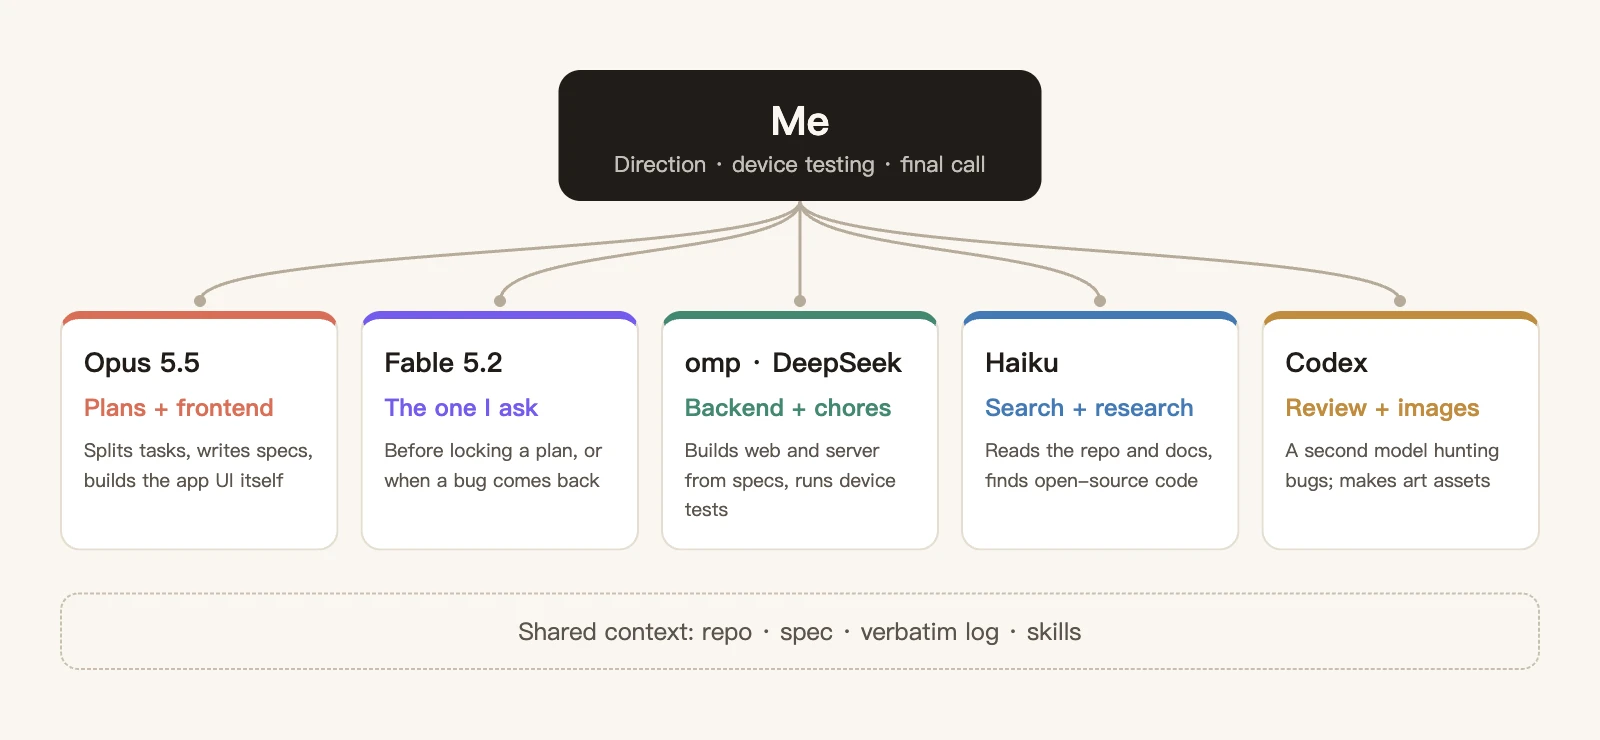 Me
Direction · device testing · final call
Opus 5.5
Plans + frontend
Splits tasks, writes specs,
builds the app UI itself
Fable 5.2
The one I ask
Before locking a plan, or
when a bug comes back
omp · DeepSeek
Backend + chores
Builds web and server
from specs, runs device
tests
Haiku
Search + research
Reads the repo and docs,
finds open-source code
Codex
Review + images
A second model hunting
bugs; makes art assets
Shared context: repo · spec · verbatim log · skills